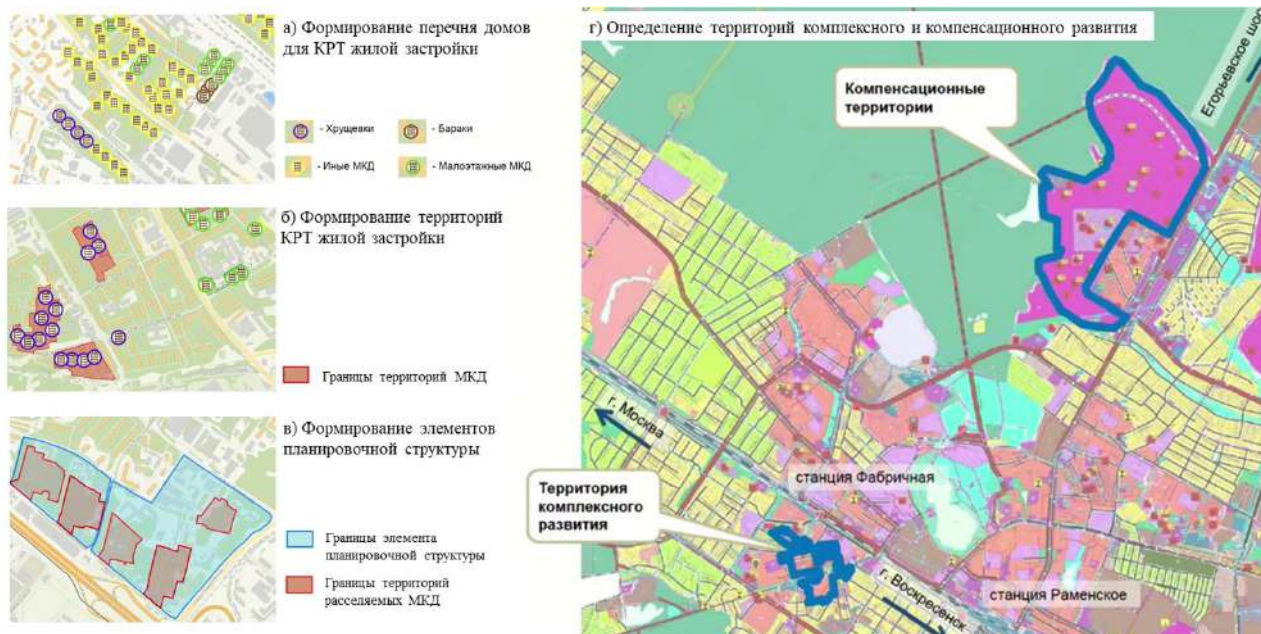 а) Формирование перечня домов
для КРТ жилой застройки
- Хрущевки
- Бараки
- Иные МКД
- Малоэтажные МКД
б) Формирование территорий
КРТ жилой застройки
Границы территорий МКД
в) Формирование элементов
планировочной структуры
Границы элемента
планировочной структуры
Границы территорий
расселяемых МКД
г) Определение территорий комплексного и компенсационного развития
Компенсационные
территории
Егорьевское шос
г. Москва
станция Фабричная
Территория
комплексного
развития
г. Воскресенск
станция Раменское